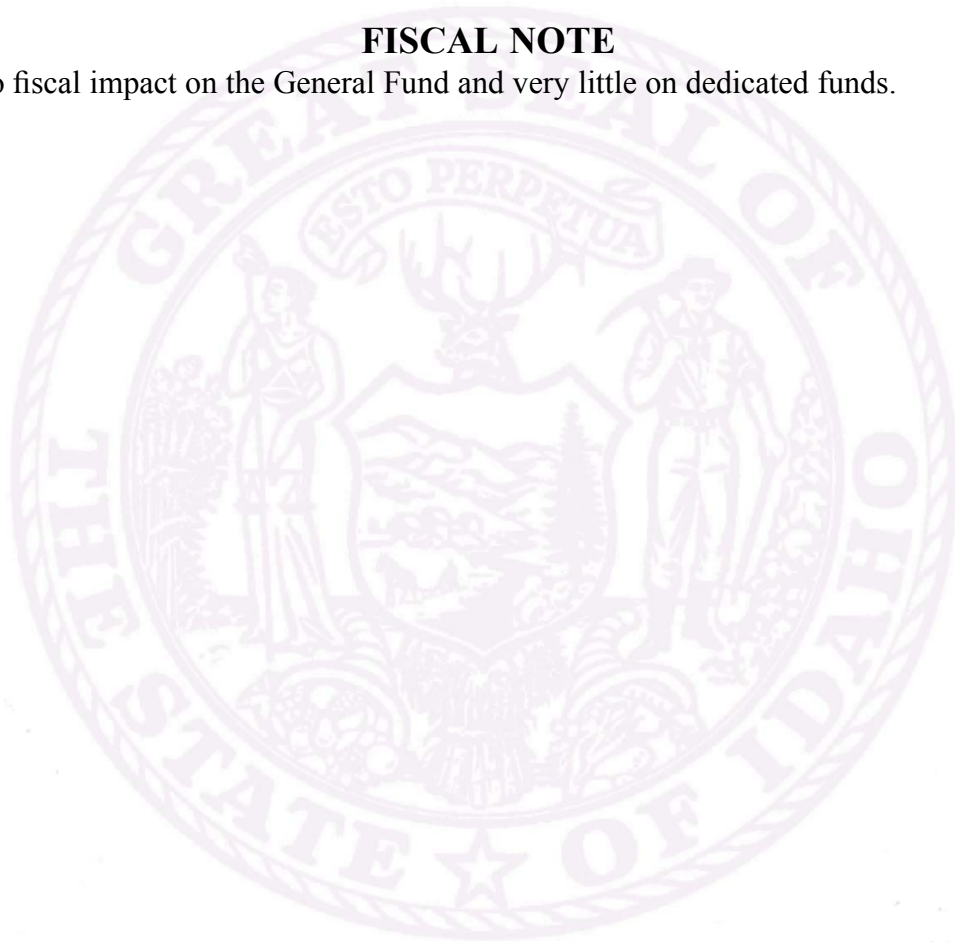 FISCAL NOTE
o fiscal impact on the General Fund and very little on dedicated funds.
GREAT SEAL OF
ESTO PERPETUA
THE STATE OF IDAHO